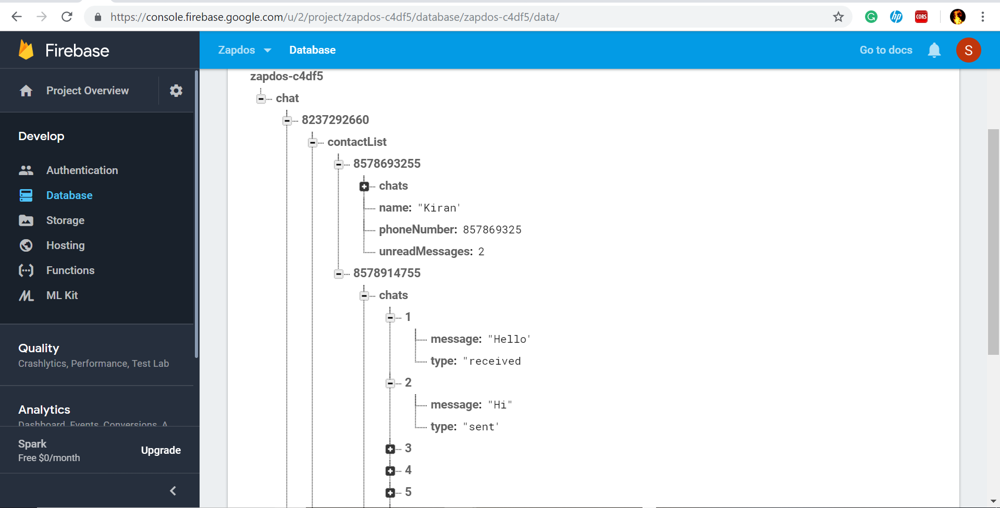 https://console.firebase.google.com/u/2/project/zapdos-c4df5/database/zapdos-c4df5/data/
G
hp
CORS
Firebase
Zapdos
Database
Go to docs
S
Project Overview
Develop
Authentication
Database
Storage
Hosting
Functions
ML
ML Kit
Quality
Crashlytics, Performance, Test Lab
Analytics
Dashboard, Events, Conversions, A
Spark
Free $0/month
Upgrade
zapdos-c4df5
chat
8237292660
contactList
8578693255
chats
name: "Kiran'
phoneNumber: 857869325
unreadMessages: 2
8578914755
chats
1
message: "Hello'
type: "received
2
message: "Hi"
type: "sent'
3
4
5